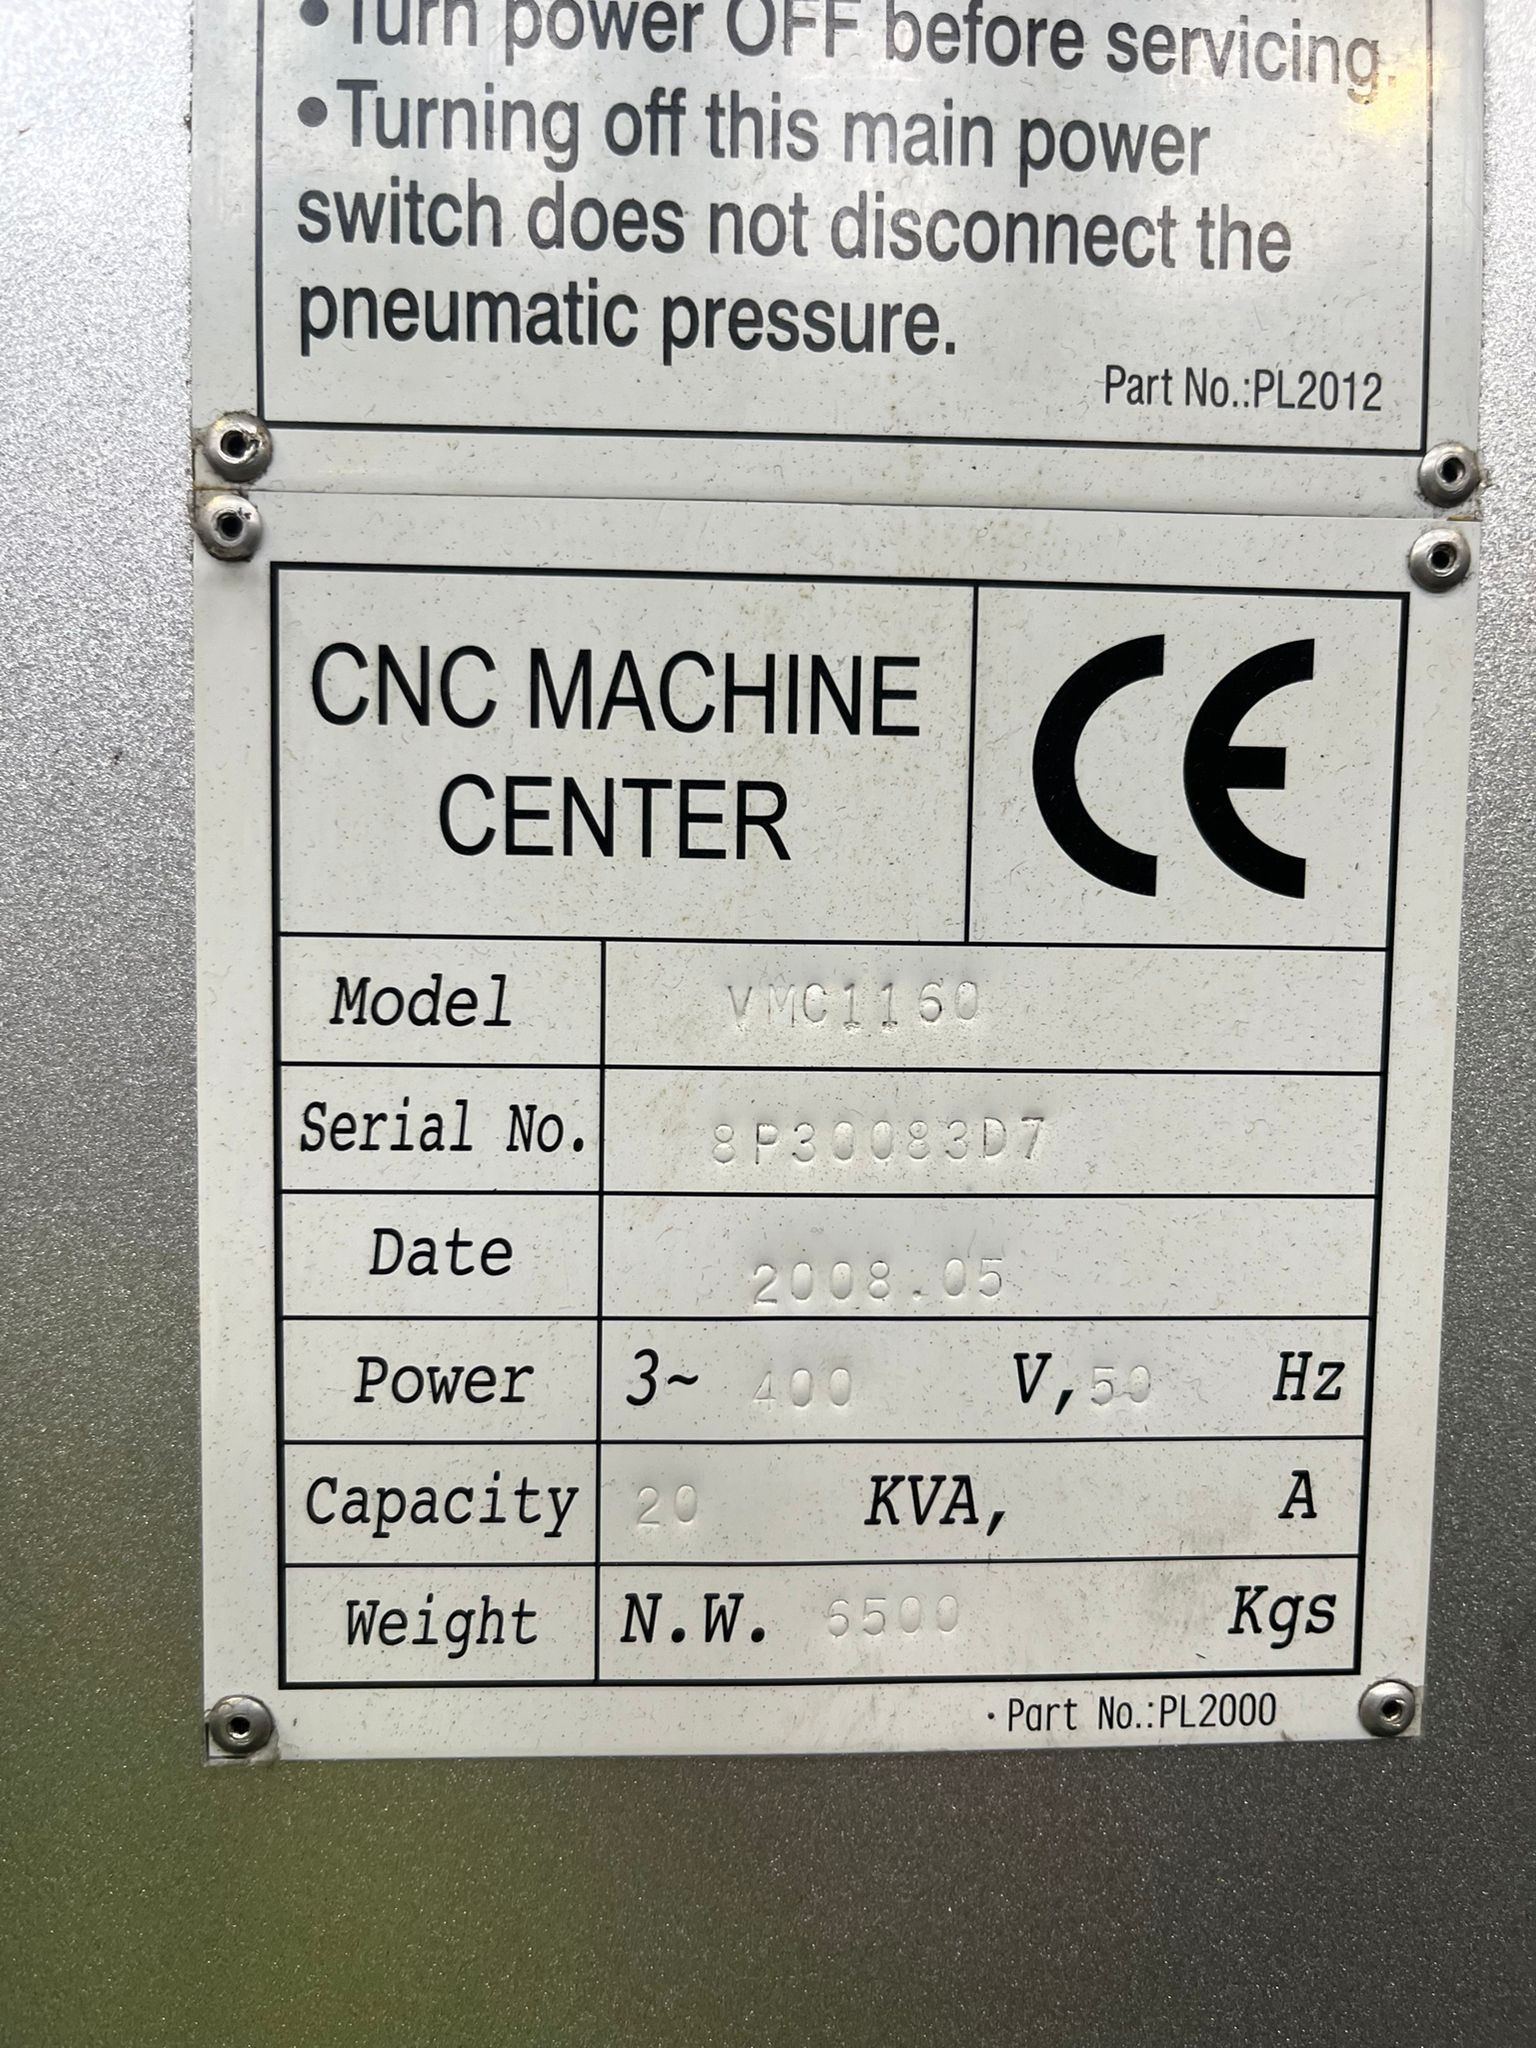 •Turn power OFF before servicing.
•Turning off this main power
switch does not disconnect the
pneumatic pressure.
Part No.:PL2012
CNC MACHINE
CENTER
CE
Model VMC1160
Serial No. 8P30083D7
Date 2008.05
Power 3~ 400 V,50 Hz
Capacity 20 KVA, A
Weight N.W. 6500 Kgs
Part No.:PL2000